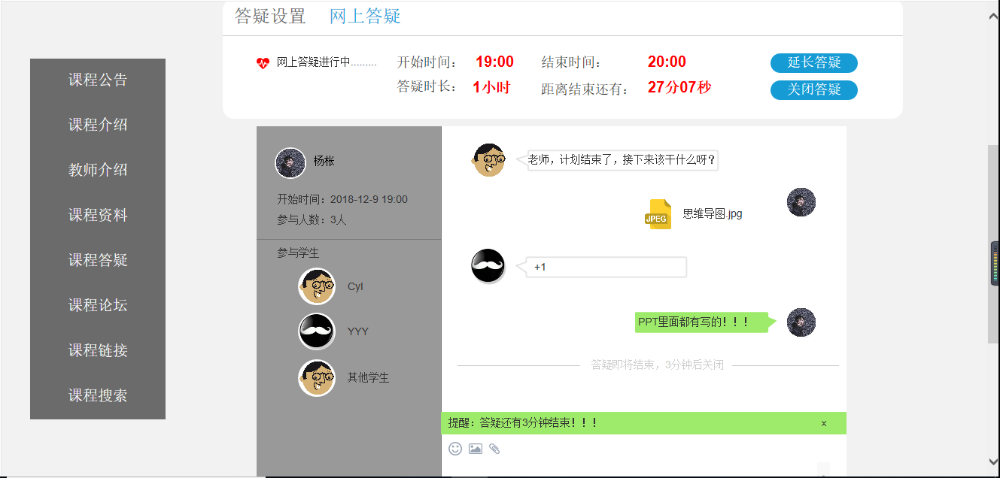 答疑设置 网上答疑
网上答疑进行中......... 开始时间： 19:00 结束时间： 20:00 延长答疑
答疑时长： 1小时 距离结束还有： 27分07秒 关闭答疑
课程公告
课程介绍
教师介绍
课程资料
课程答疑
课程论坛
课程链接
课程搜索
杨枨
开始时间：2018-12-9 19:00
参与人数：3人
参与学生
Cyl
YYY
其他学生
老师，计划结束了，接下来该干什么呀？
JPEG 思维导图.jpg
+1
PPT里面都有写的！！！
答疑即将结束，3分钟后关闭
提醒：答疑还有3分钟结束！！！ x